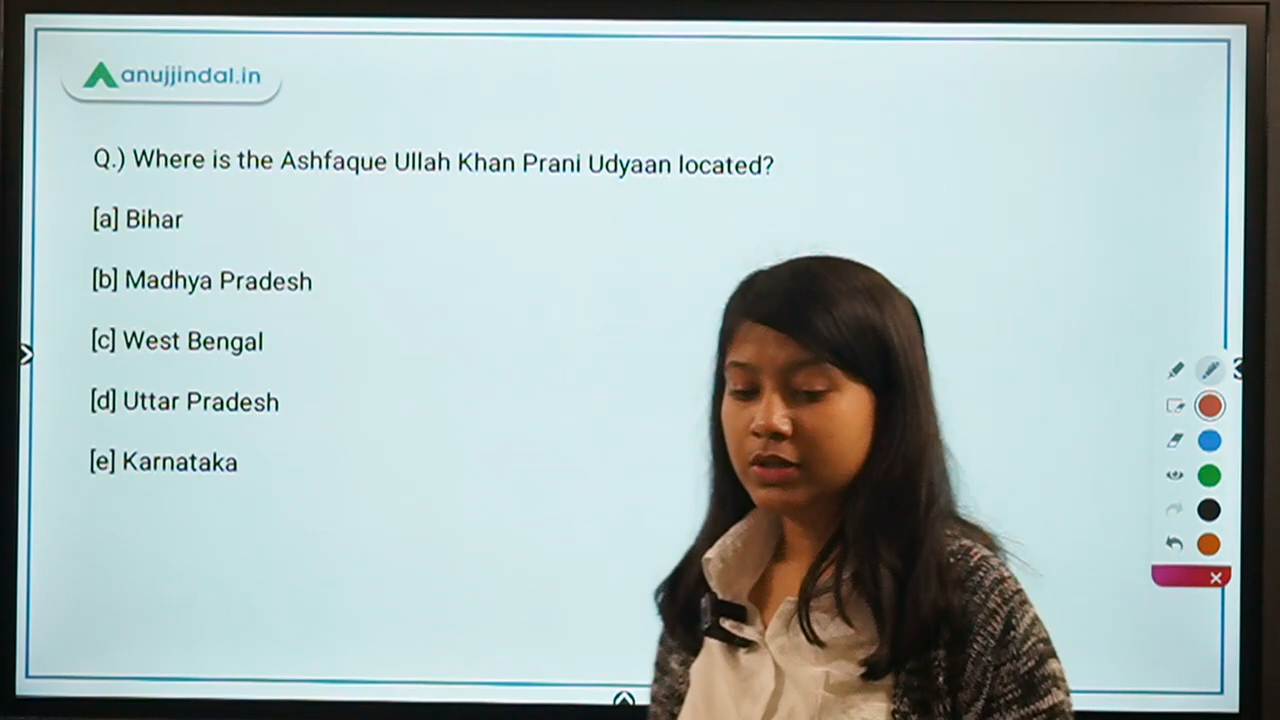 anujjindal.in
Q.) Where is the Ashfaque Ullah Khan Prani Udyaan located?
[a] Bihar
[b] Madhya Pradesh
[c] West Bengal
[d] Uttar Pradesh
[e] Karnataka